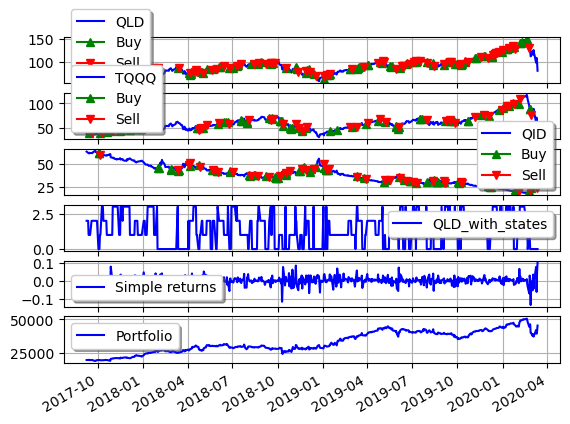 QLD
Buy
Sell
150
100
TQQQ
Buy
Sell
100
50
QID
Buy
Sell
50
25
QLD_with_states
2.5
0.0
Simple returns
0.1
0.0
−0.1
Portfolio
50000
25000
2017-10
2018-01
2018-04
2018-07
2018-10
2019-01
2019-04
2019-07
2019-10
2020-01
2020-04